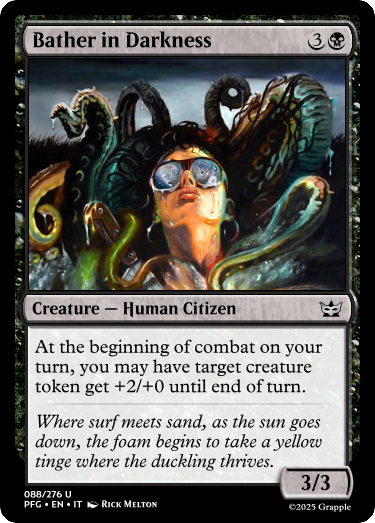 Bather in Darkness 3
Creature — Human Citizen
At the beginning of combat on your
turn, you may have target creature
token get +2/+0 until end of turn.
Where surf meets sand, as the sun goes
down, the foam begins to take a yellow
tinge where the duckling thrives.
3/3
088/276 U
PFG • EN • IT Rick Melton
©2025 Grapple